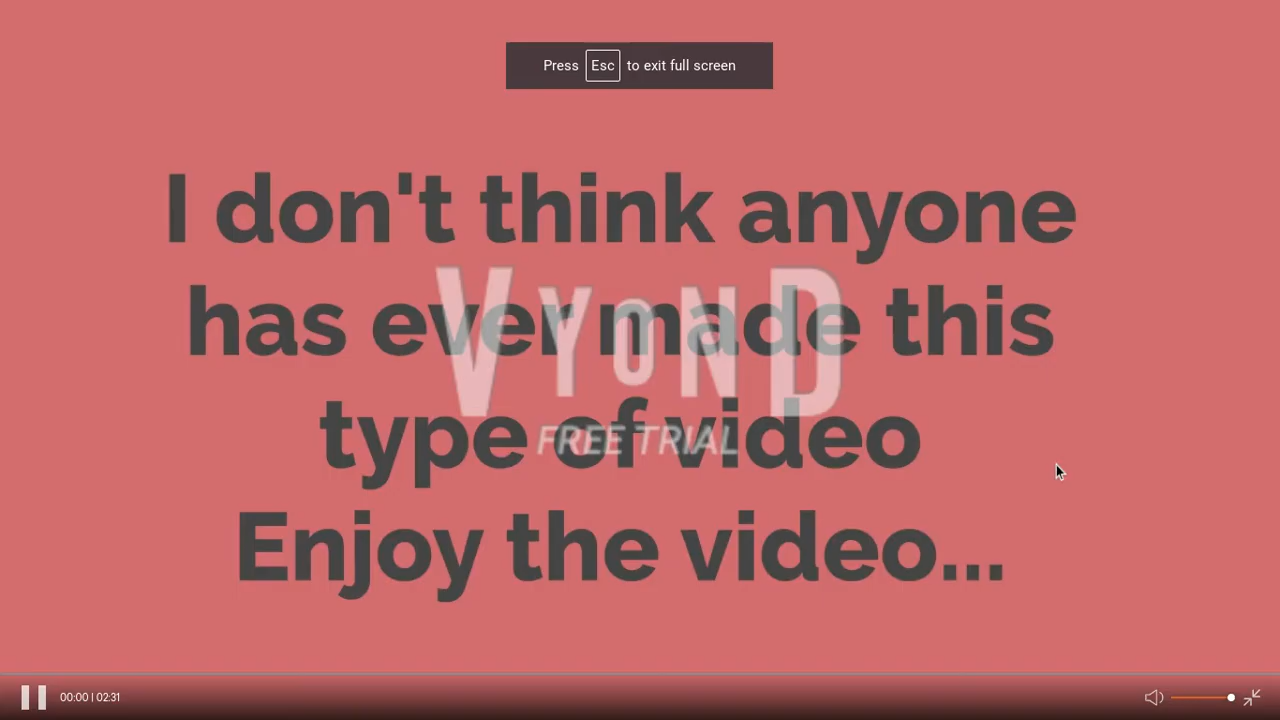 Press Esc to exit full screen
I don't think anyone
has ever made this
type of video
Enjoy the video...
VYOND
FREE TRIAL
00:00 | 02:31